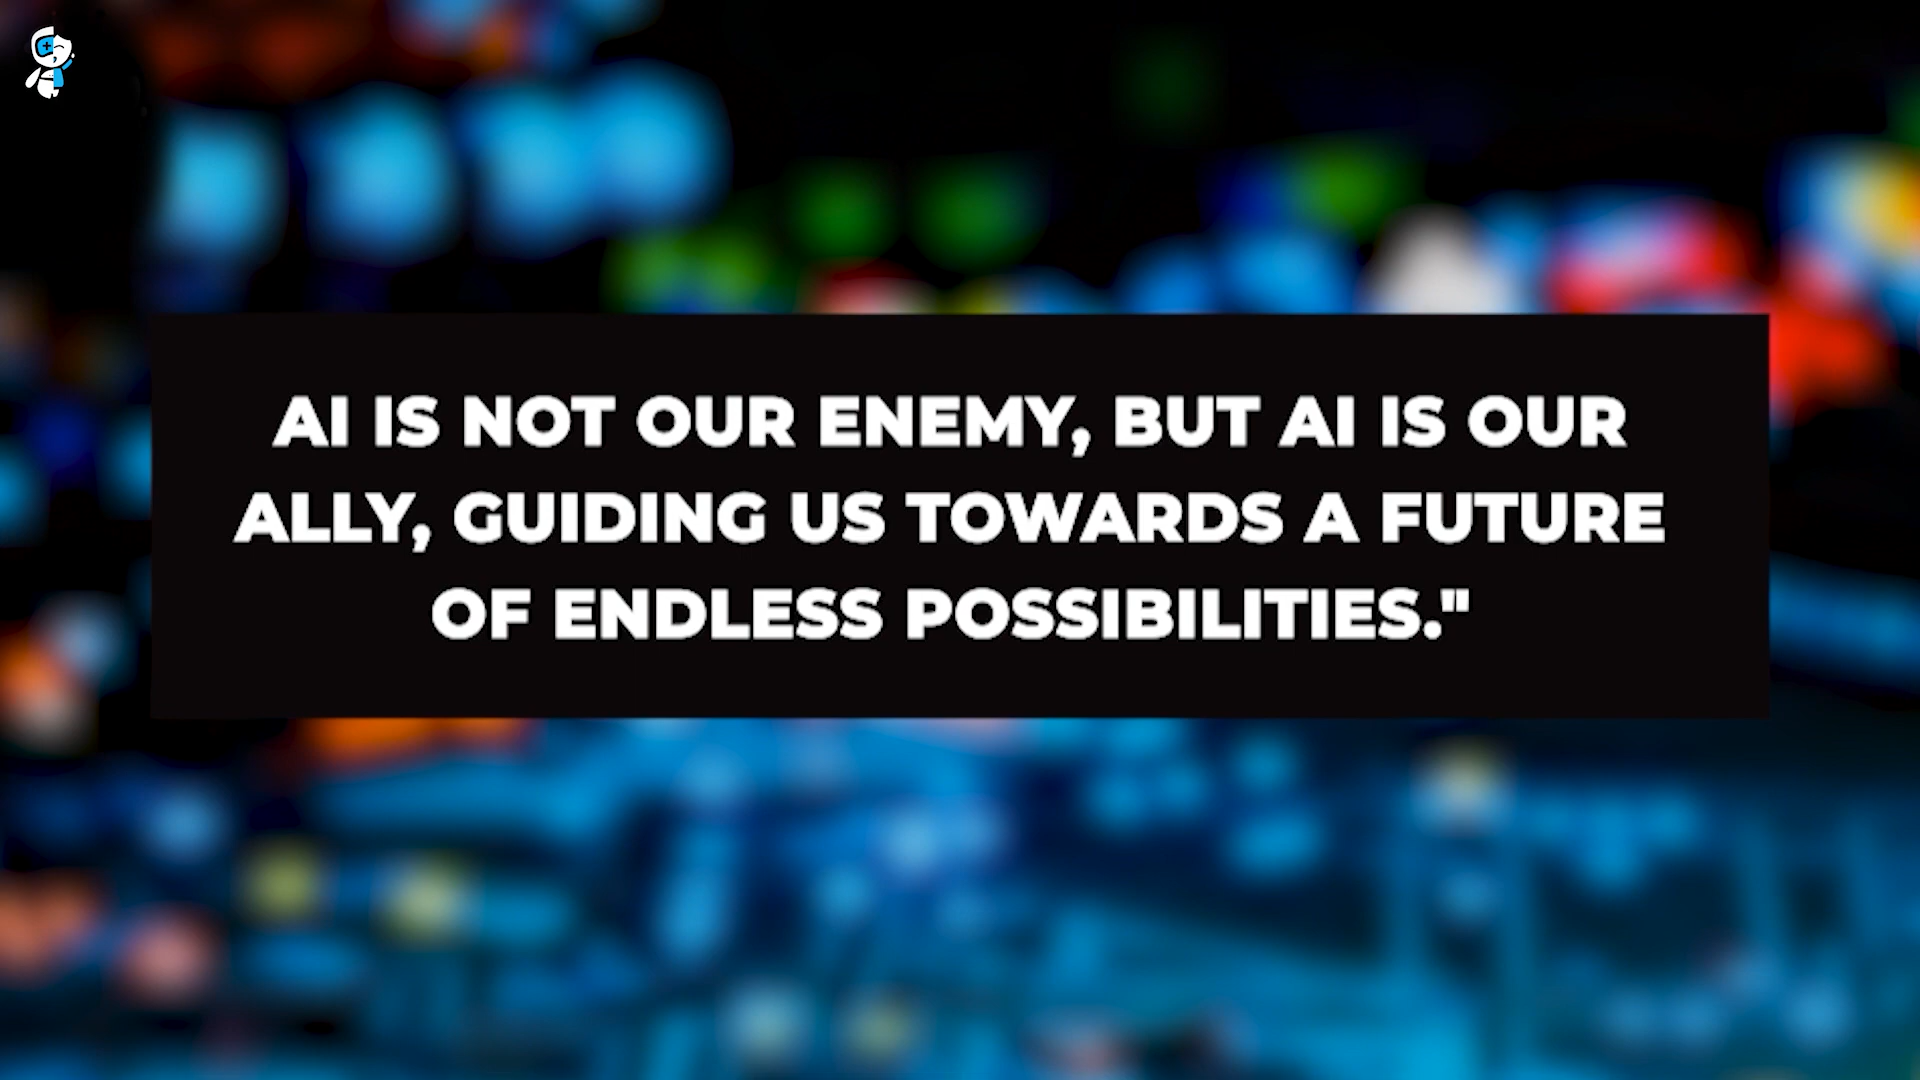 AI IS NOT OUR ENEMY, BUT AI IS OUR
ALLY, GUIDING US TOWARDS A FUTURE
OF ENDLESS POSSIBILITIES."